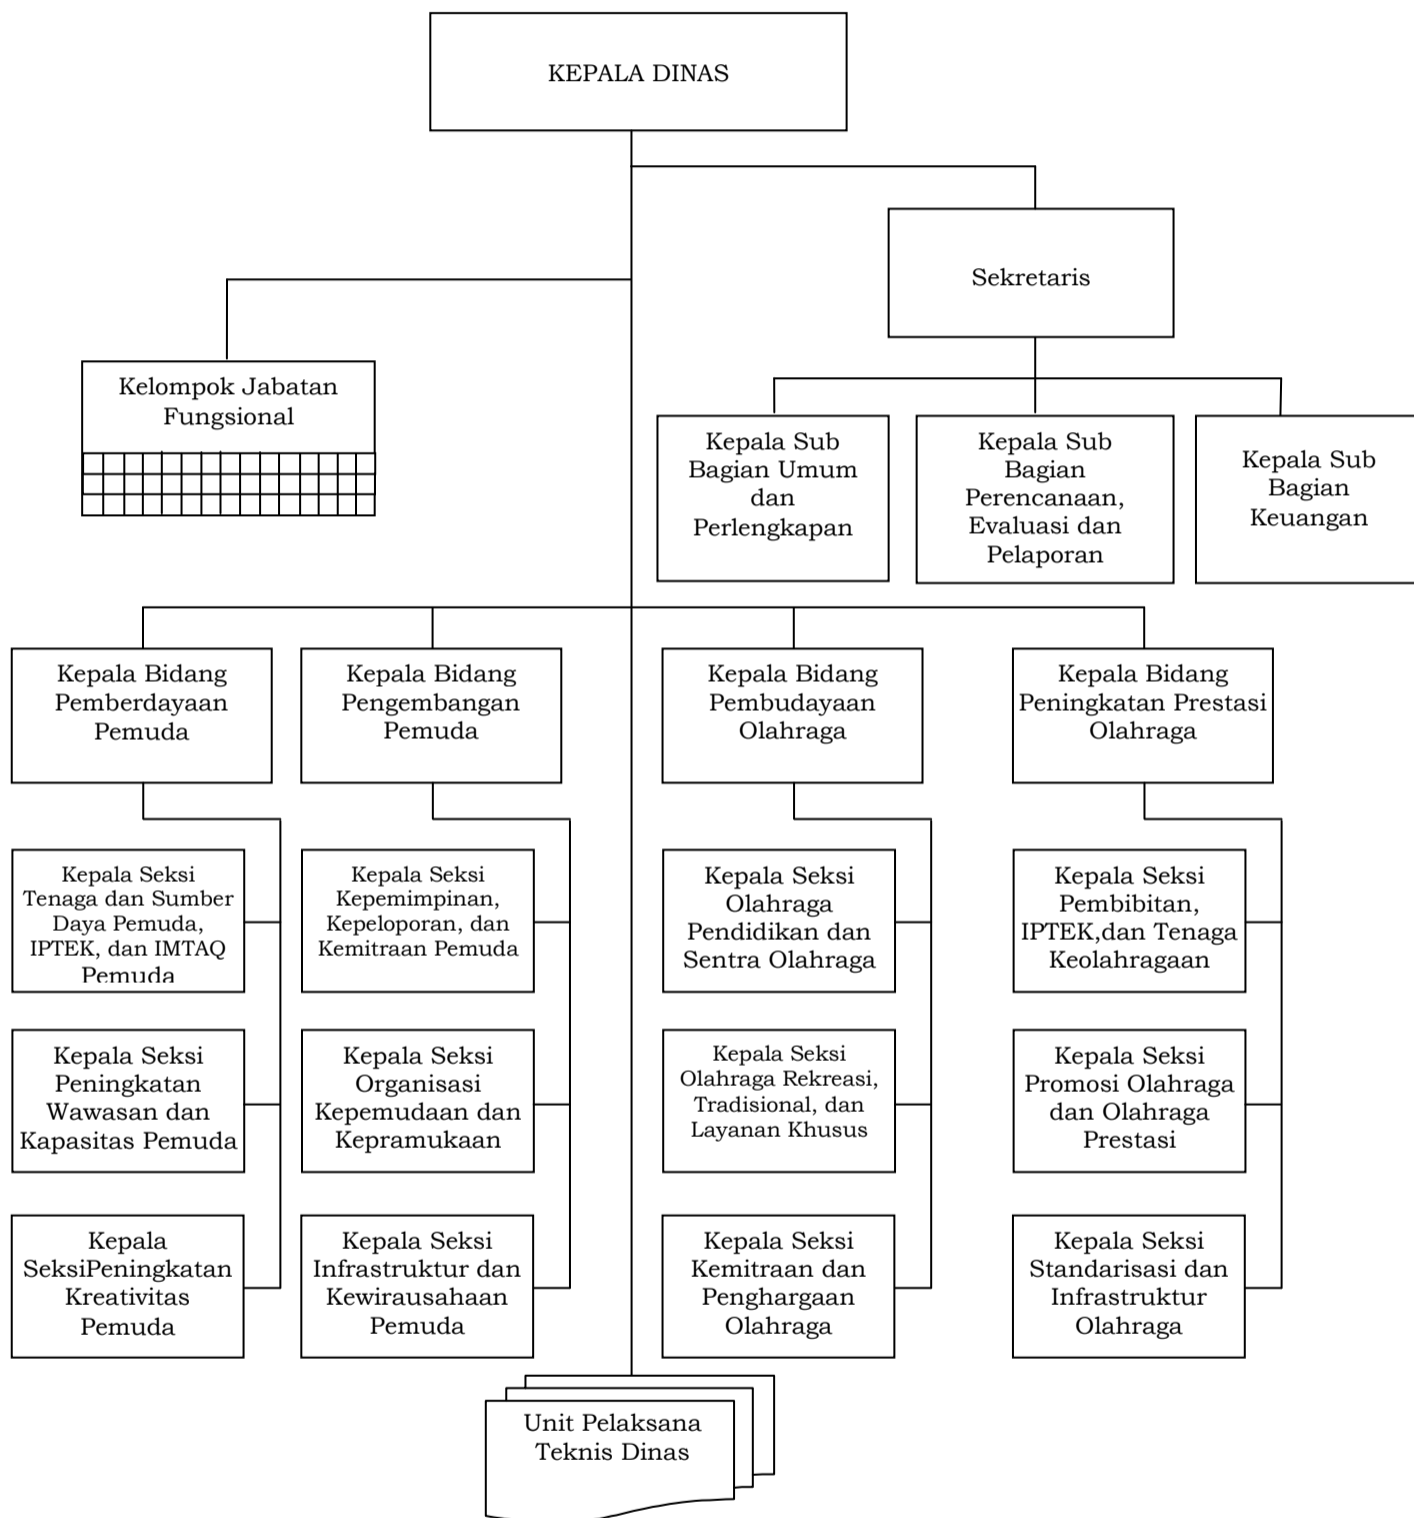 KEPALA DINAS
Sekretaris
Kelompok Jabatan
Fungsional
Kepala Sub
Bagian Umum
dan
Perlengkapan
Kepala Sub
Bagian
Perencanaan,
Evaluasi dan
Pelaporan
Kepala Sub
Bagian
Keuangan
Kepala Bidang
Pemberdayaan
Pemuda
Kepala Bidang
Pengembangan
Pemuda
Kepala Bidang
Pembudayaan
Olahraga
Kepala Bidang
Peningkatan Prestasi
Olahraga
Kepala Seksi
Tenaga dan Sumber
Daya Pemuda,
IPTEK, dan IMTAQ
Pemuda
Kepala Seksi
Kepemimpinan,
Kepeloporan, dan
Kemitraan Pemuda
Kepala Seksi
Olahraga
Pendidikan dan
Sentra Olahraga
Kepala Seksi
Pembibitan,
IPTEK,dan Tenaga
Keolahragaan
Kepala Seksi
Peningkatan
Wawasan dan
Kapasitas Pemuda
Kepala Seksi
Organisasi
Kepemudaan dan
Kepramukaan
Kepala Seksi
Olahraga Rekreasi,
Tradisional, dan
Layanan Khusus
Kepala Seksi
Promosi Olahraga
dan Olahraga
Prestasi
Kepala
SeksiPeningkatan
Kreativitas
Pemuda
Kepala Seksi
Infrastruktur dan
Kewirausahaan
Pemuda
Kepala Seksi
Kemitraan dan
Penghargaan
Olahraga
Kepala Seksi
Standarisasi dan
Infrastruktur
Olahraga
Unit Pelaksana
Teknis Dinas